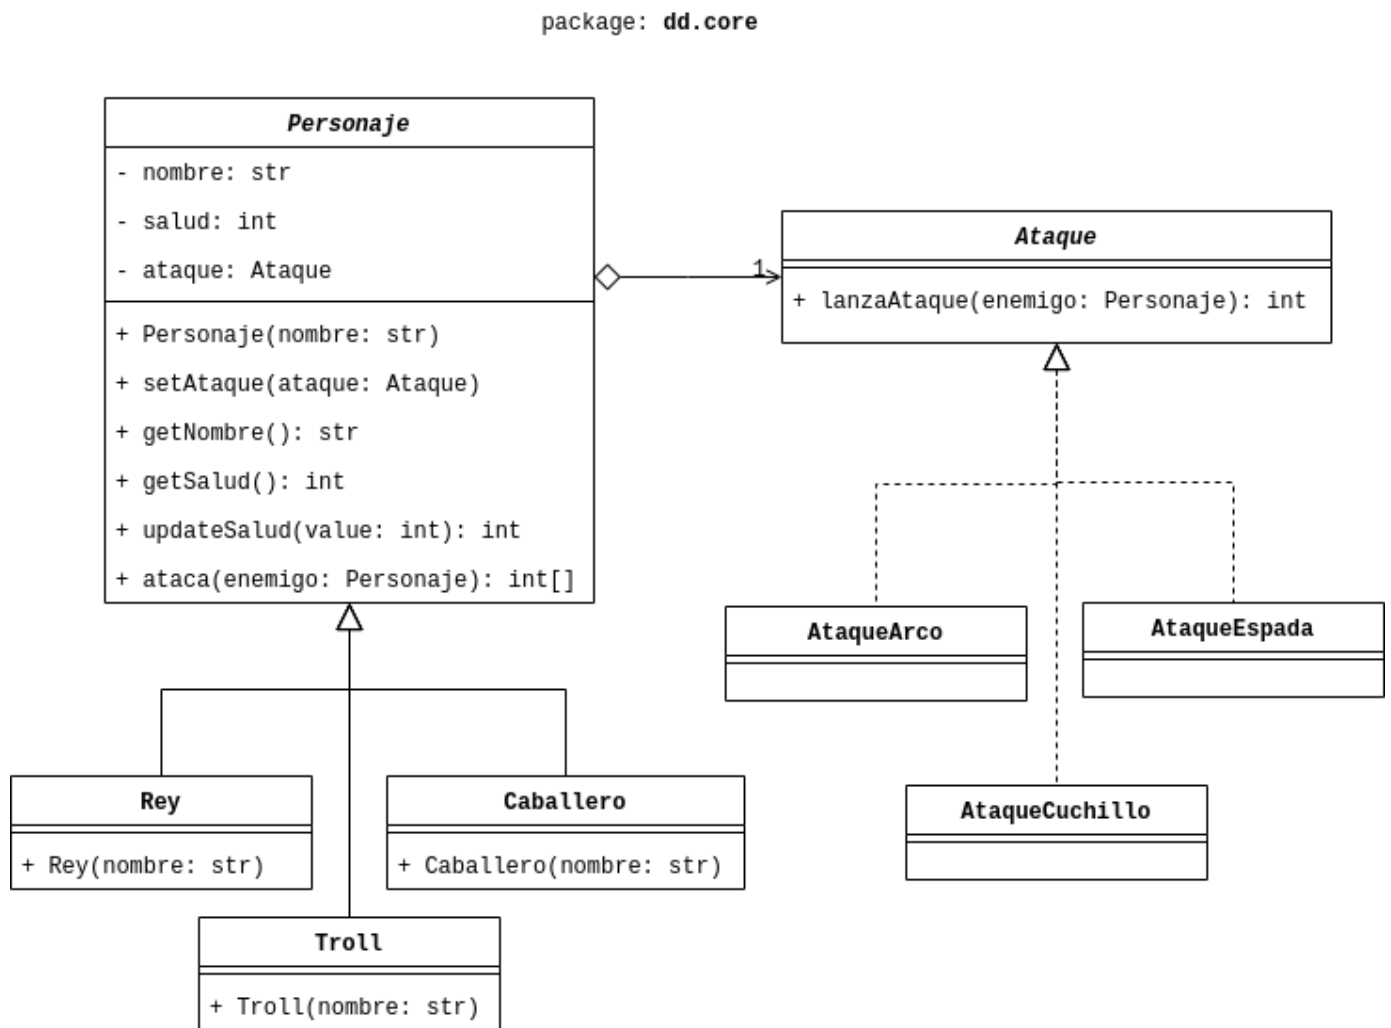 package: dd.core
Personaje
- nombre: str
- salud: int
- ataque: Ataque
+ Personaje(nombre: str)
+ setAtaque(ataque: Ataque)
+ getNombre(): str
+ getSalud(): int
+ updateSalud(value: int): int
+ ataca(enemigo: Personaje): int[]
1
Ataque
+ lanzaAtaque(enemigo: Personaje): int
AtaqueArco
AtaqueEspada
AtaqueCuchillo
Rey
+ Rey(nombre: str)
Caballero
+ Caballero(nombre: str)
Troll
+ Troll(nombre: str)